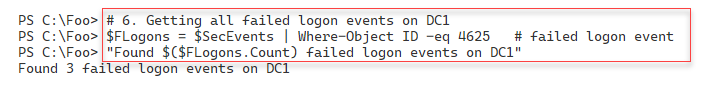 PS C:\Foo> # 6. Getting all failed logon events on DC1
PS C:\Foo> $FLogons = $SecEvents | Where-Object ID -eq 4625   # failed logon event
PS C:\Foo> "Found $($FLogons.Count) failed logon events on DC1"
Found 3 failed logon events on DC1